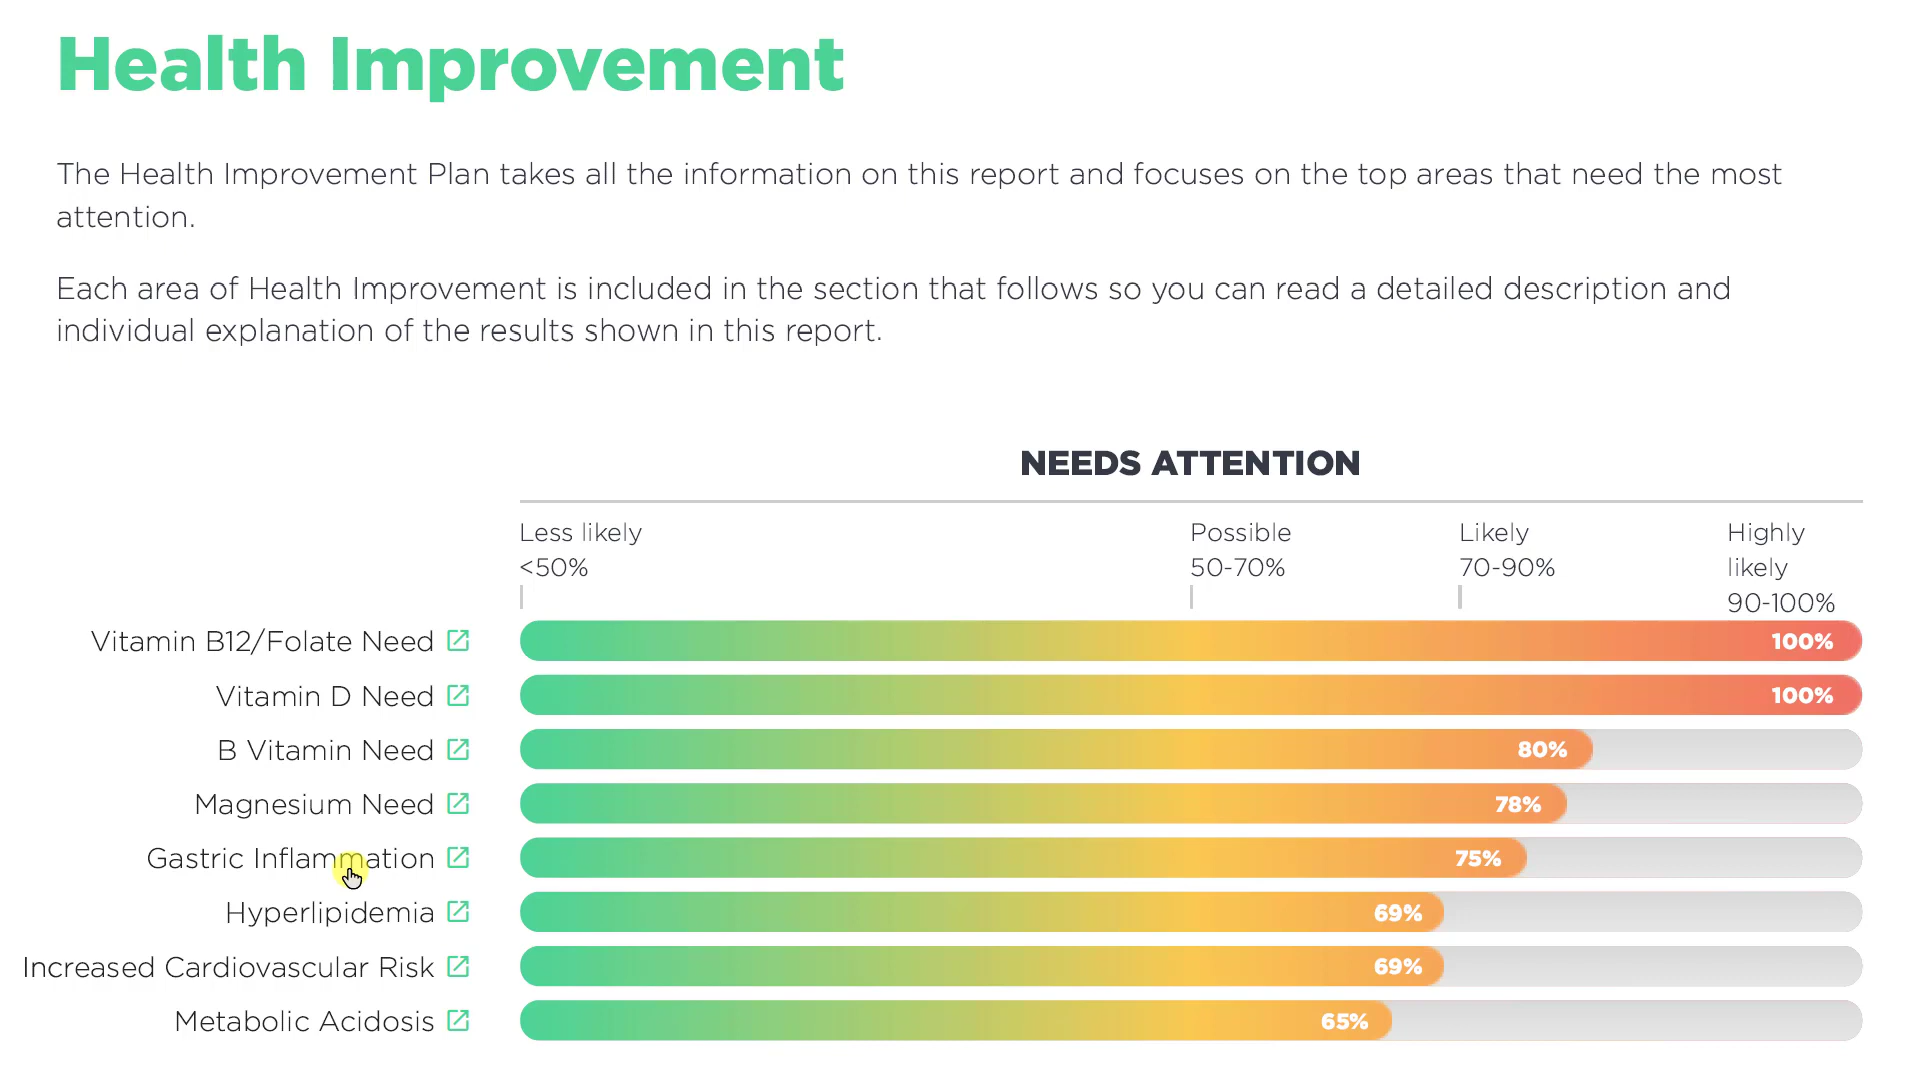 Health Improvement
The Health Improvement Plan takes all the information on this report and focuses on the top areas that need the most
attention.
Each area of Health Improvement is included in the section that follows so you can read a detailed description and
individual explanation of the results shown in this report.
NEEDS ATTENTION
Less likely
<50%
Possible
50-70%
Likely
70-90%
Highly
likely
90-100%
Vitamin B12/Folate Need 100%
Vitamin D Need 100%
B Vitamin Need 80%
Magnesium Need 78%
Gastric Inflammation 75%
Hyperlipidemia 69%
Increased Cardiovascular Risk 69%
Metabolic Acidosis 65%